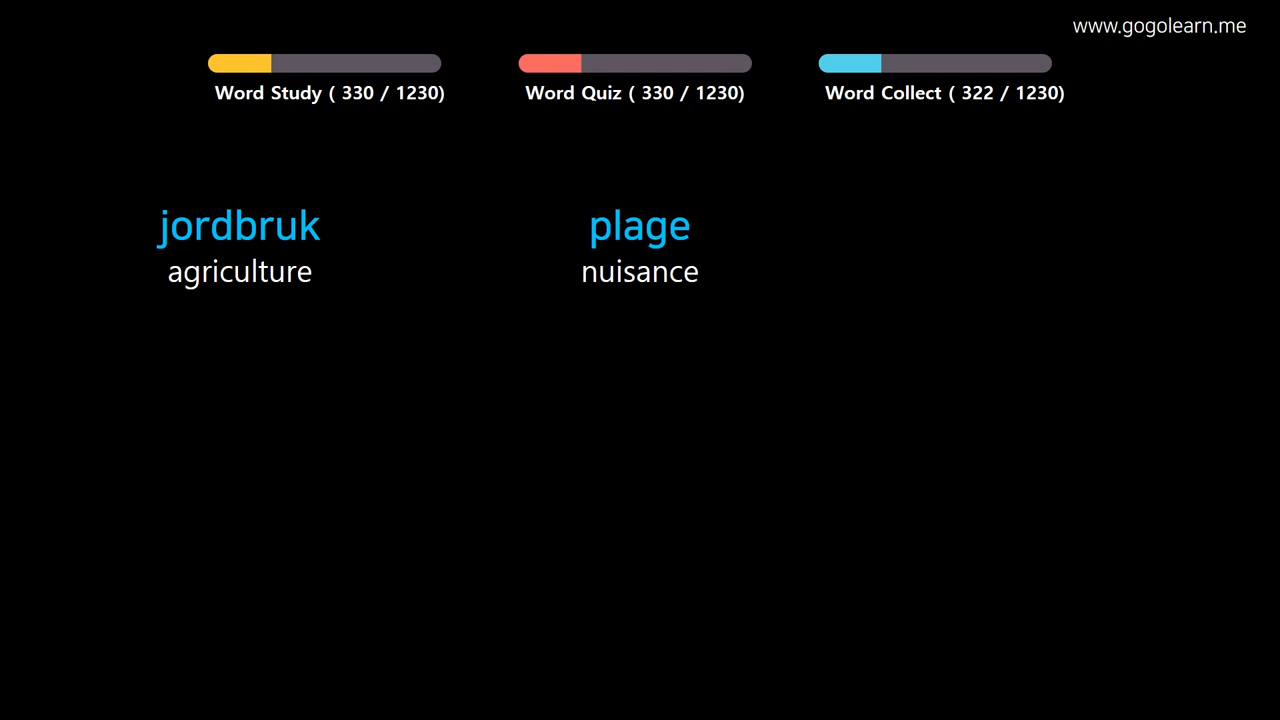 www.gogolearn.me
Word Study ( 330 / 1230)
Word Quiz ( 330 / 1230)
Word Collect ( 322 / 1230)
jordbruk
agriculture
plage
nuisance